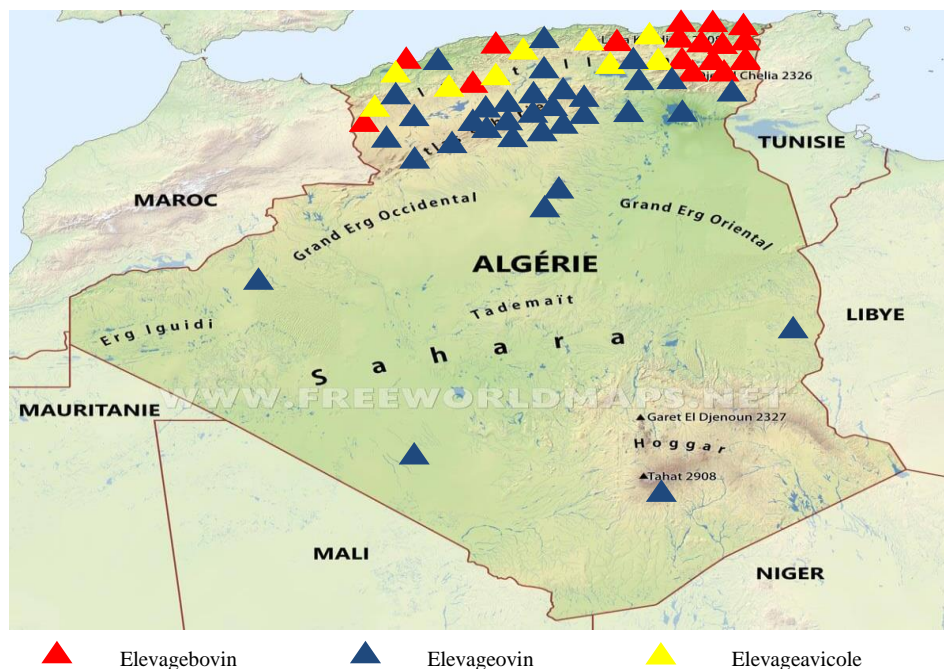 2326
TUNISIE
MAROC
Grand Erg Occidental
Grand Erg Oriental
ALGÉRIE
Tademaït
Erg Iguidi
LIBYE
Sahara
WWW.FREEWORLDMAPS.NET
MAURITANIE
Garet El Djenoun 2327
Hoggar
Tahat 2908
MALI
NIGER
Elevagebovin Elevageovin Elevageavicole